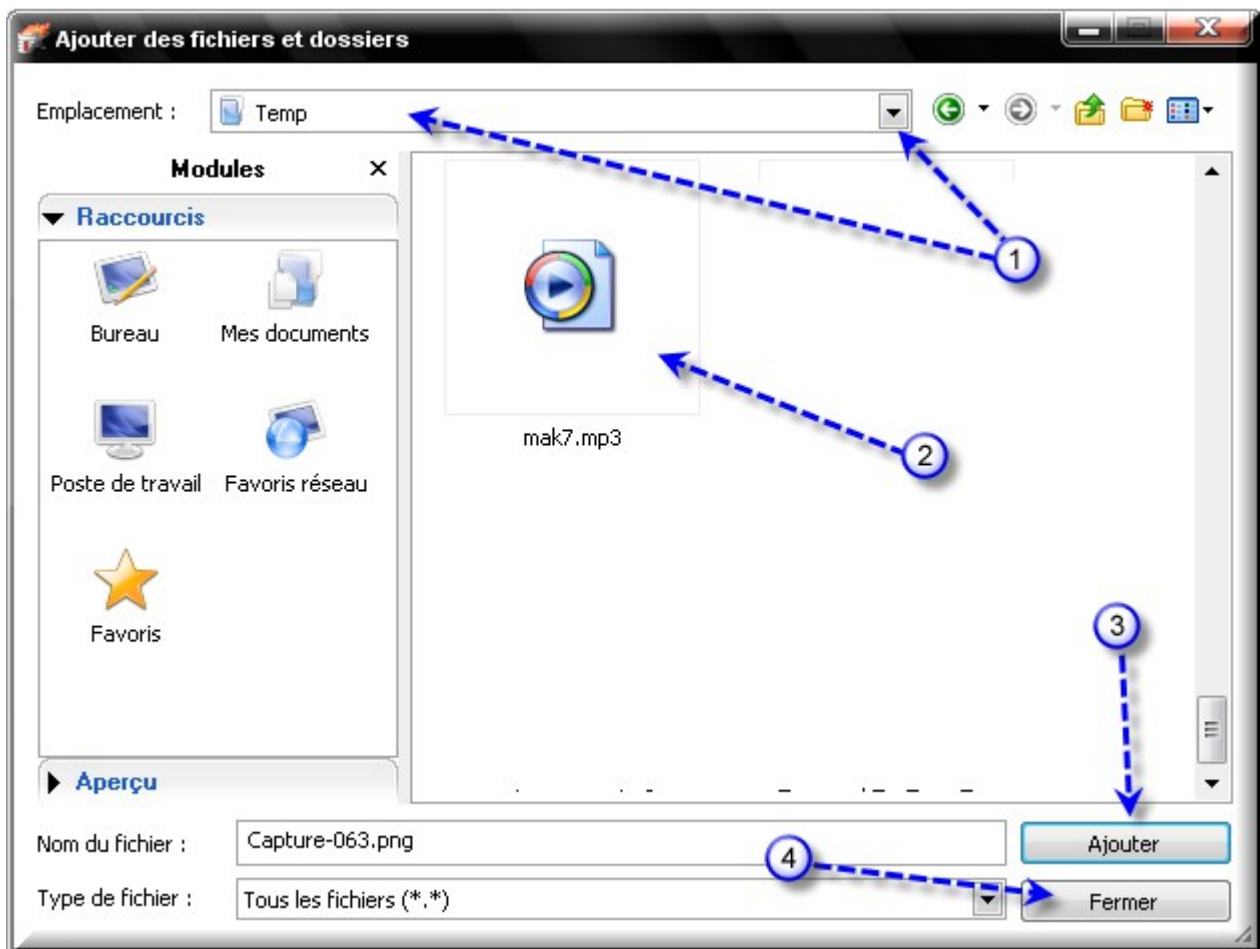 Ajouter des fichiers et dossiers
Emplacement :
Temp
Modules
Raccourcis
Bureau
Mes documents
Poste de travail
Favoris réseau
Favoris
Aperçu
mak7.mp3
1
2
3
4
Nom du fichier :
Capture-063.png
Ajouter
Type de fichier :
Tous les fichiers (*.*)
Fermer